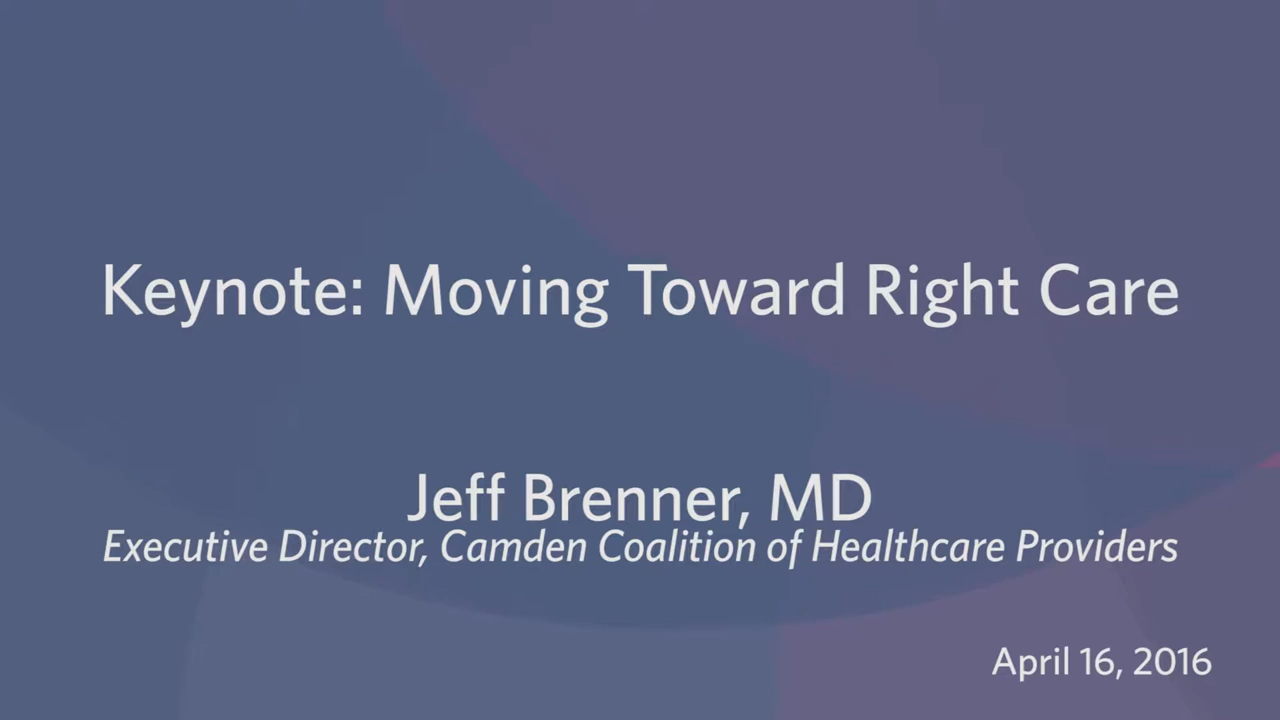 Keynote: Moving Toward Right Care
Jeff Brenner, MD
Executive Director, Camden Coalition of Healthcare Providers
April 16, 2016